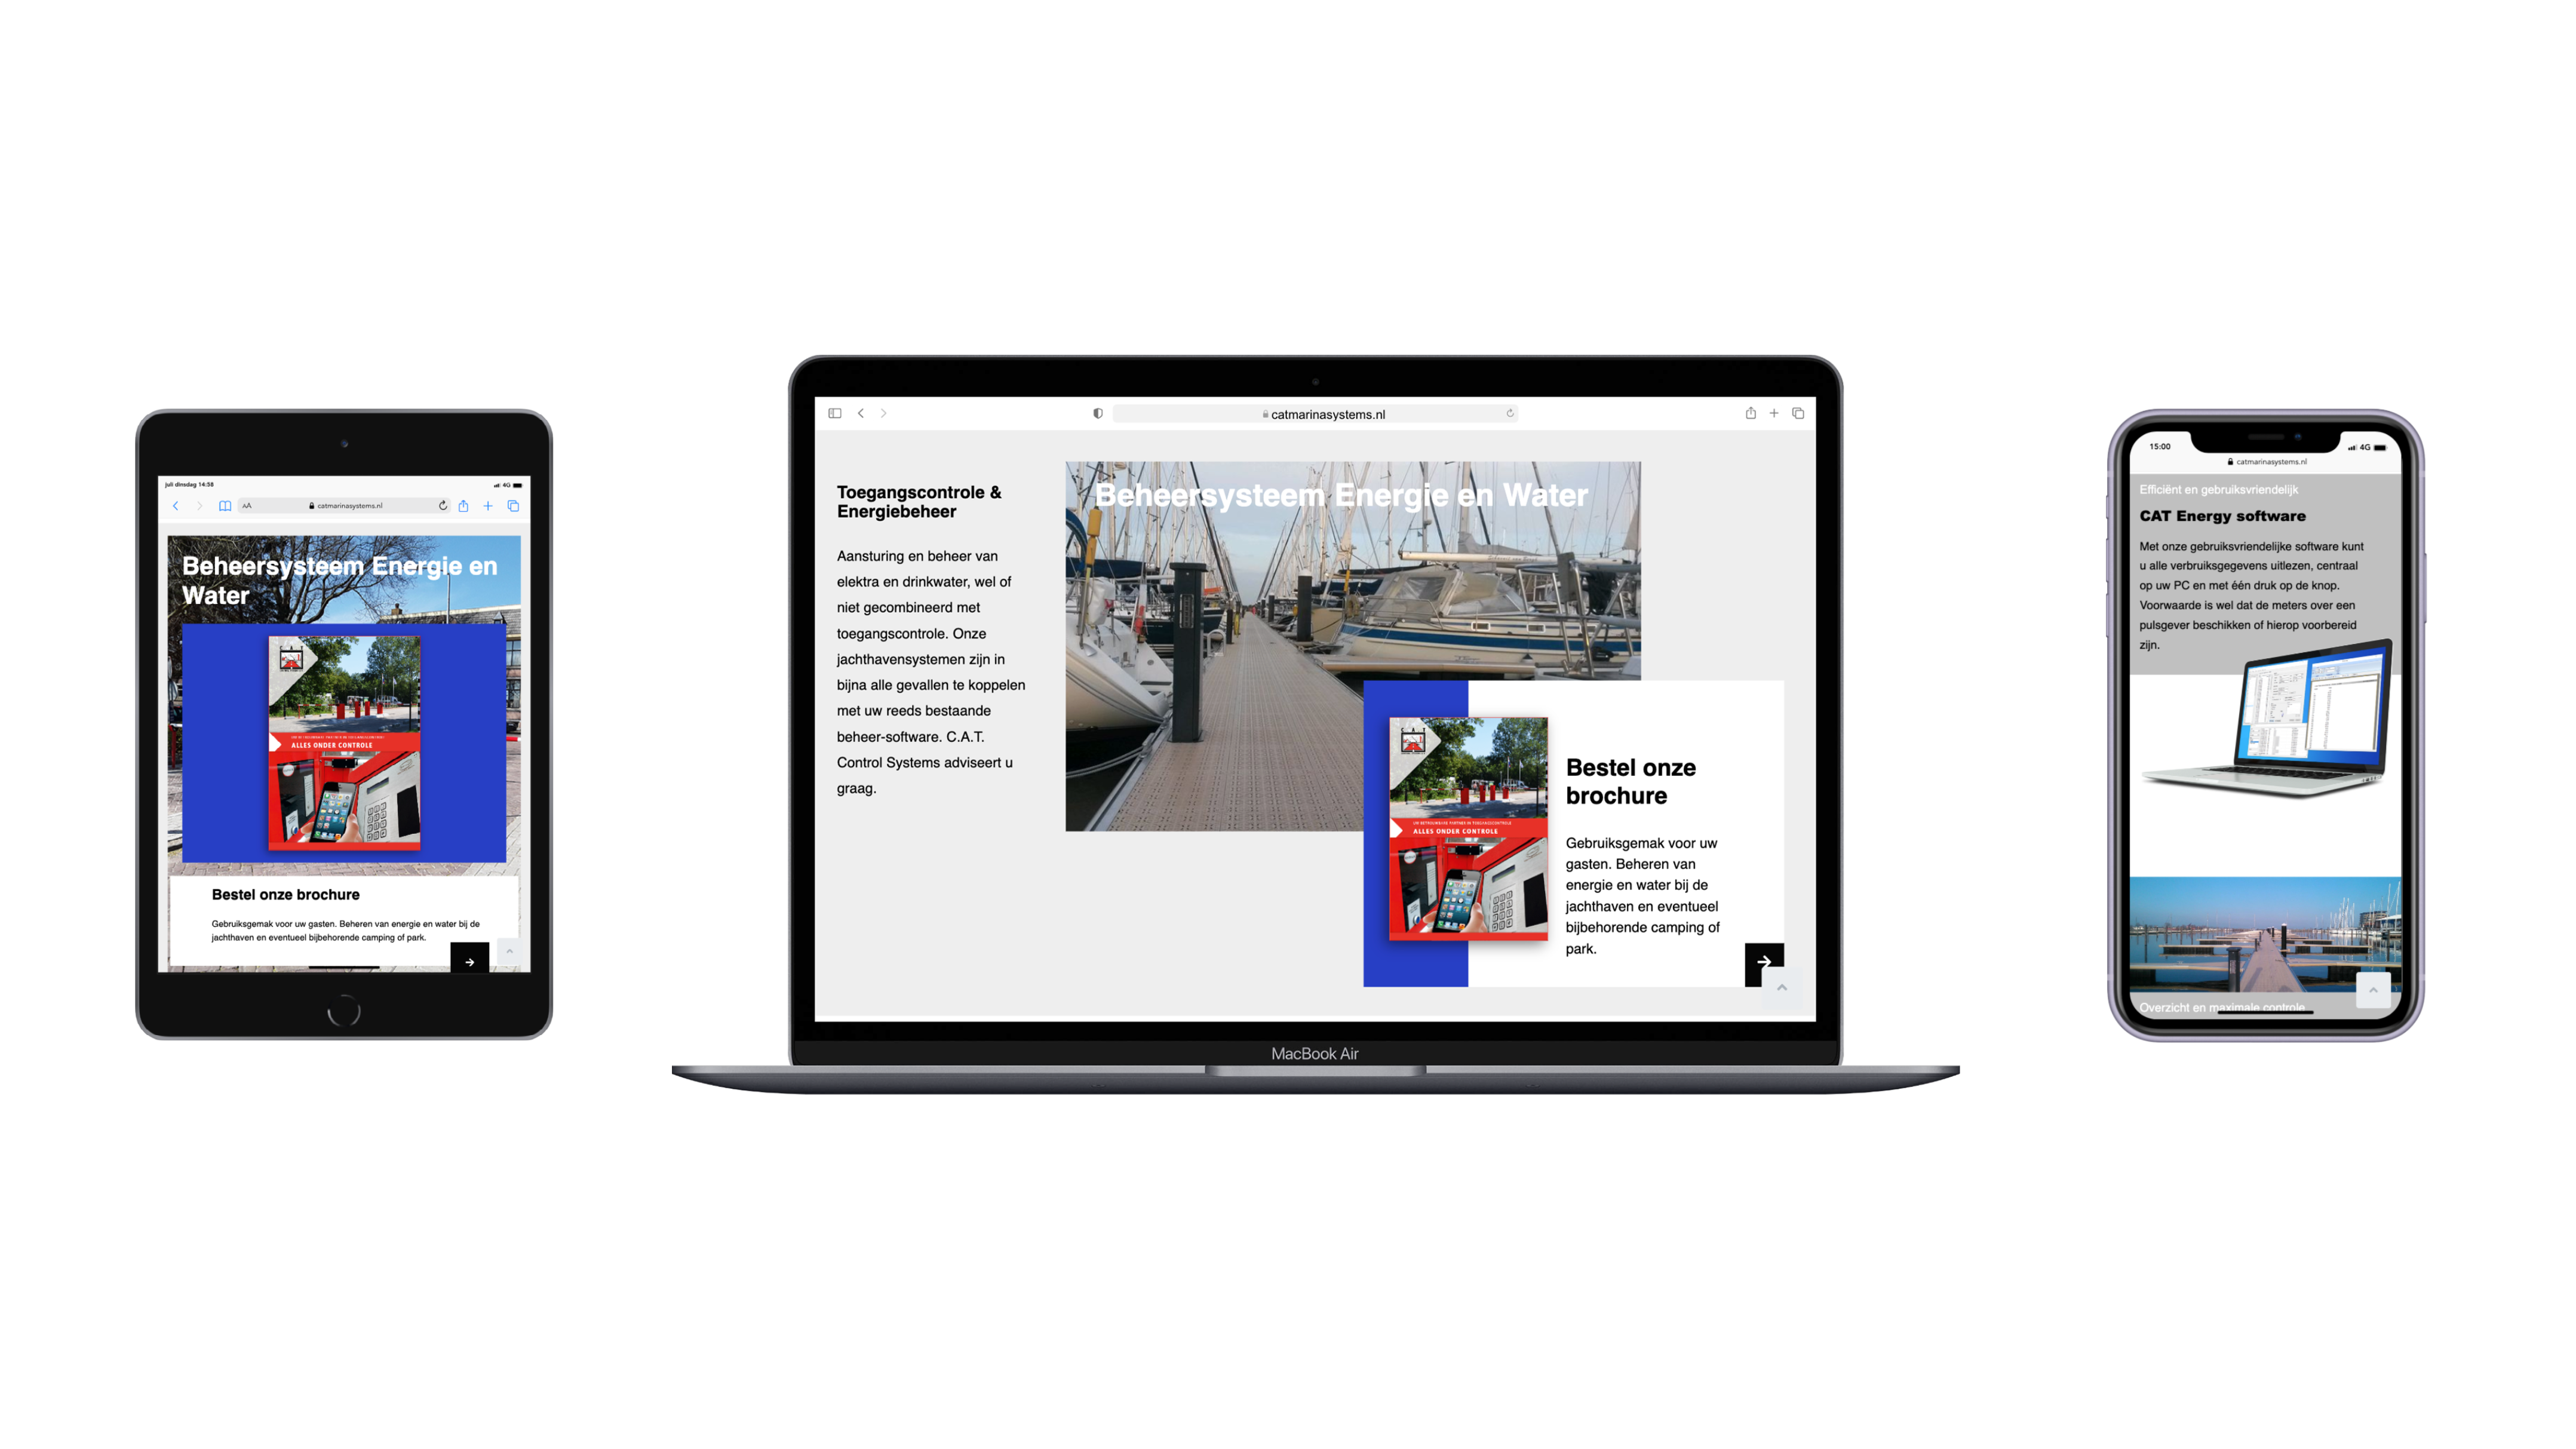 juli dinsdag 14:58
4G
AA
catmarinasystems.nl
Beheersysteem Energie en
Water
ALLES ONDER CONTROLE
Bestel onze brochure
Gebruiksgemak voor uw gasten. Beheren van energie en water bij de
jachthaven en eventueel bijbehorende camping of park.
catmarinasystems.nl
Toegangscontrole &
Energiebeheer
Aansturing en beheer van
elektra en drinkwater, wel of
niet gecombineerd met
toegangscontrole. Onze
jachthavensystemen zijn in
bijna alle gevallen te koppelen
met uw reeds bestaande
beheer-software. C.A.T.
Control Systems adviseert u
graag.
Beheersysteem Energie en Water
UW BETROUWBARE PARTNER IN TOEGANGSCONTROLE
ALLES ONDER CONTROLE
Bestel onze
brochure
Gebruiksgemak voor uw
gasten. Beheren van
energie en water bij de
jachthaven en eventueel
bijbehorende camping of
park.
MacBook Air
15:00
4G
catmarinasystems.nl
Efficiënt en gebruiksvriendelijk
CAT Energy software
Met onze gebruiksvriendelijke software kunt
u alle verbruiksgegevens uitlezen, centraal
op uw PC en met één druk op de knop.
Voorwaarde is wel dat de meters over een
pulsgever beschikken of hierop voorbereid
zijn.
Overzicht en maximale controle